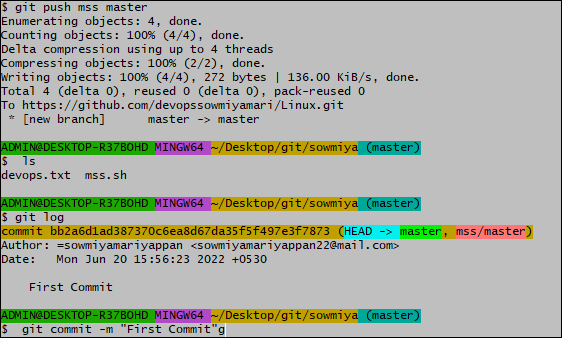 $ git push mss master
Enumerating objects: 4, done.
Counting objects: 100% (4/4), done.
Delta compression using up to 4 threads
Compressing objects: 100% (2/2), done.
Writing objects: 100% (4/4), 272 bytes | 136.00 KiB/s, done.
Total 4 (delta 0), reused 0 (delta 0), pack-reused 0
To https://github.com/devopssowmiyamari/Linux.git
 * [new branch]      master -> master
ADMIN@DESKTOP-R37BOHD MINGW64 ~/Desktop/git/sowmiya (master)
$  ls
devops.txt  mss.sh
ADMIN@DESKTOP-R37BOHD MINGW64 ~/Desktop/git/sowmiya (master)
$ git log
commit bb2a6d1ad387370c6ea8d67da35f5f497e3f7873 (HEAD -> master, mss/master)
Author: =sowmiyamariyappan <sowmiyamariyappan22@mail.com>
Date:   Mon Jun 20 15:56:23 2022 +0530
    First Commit
ADMIN@DESKTOP-R37BOHD MINGW64 ~/Desktop/git/sowmiya (master)
$  git commit -m "First Commit"g